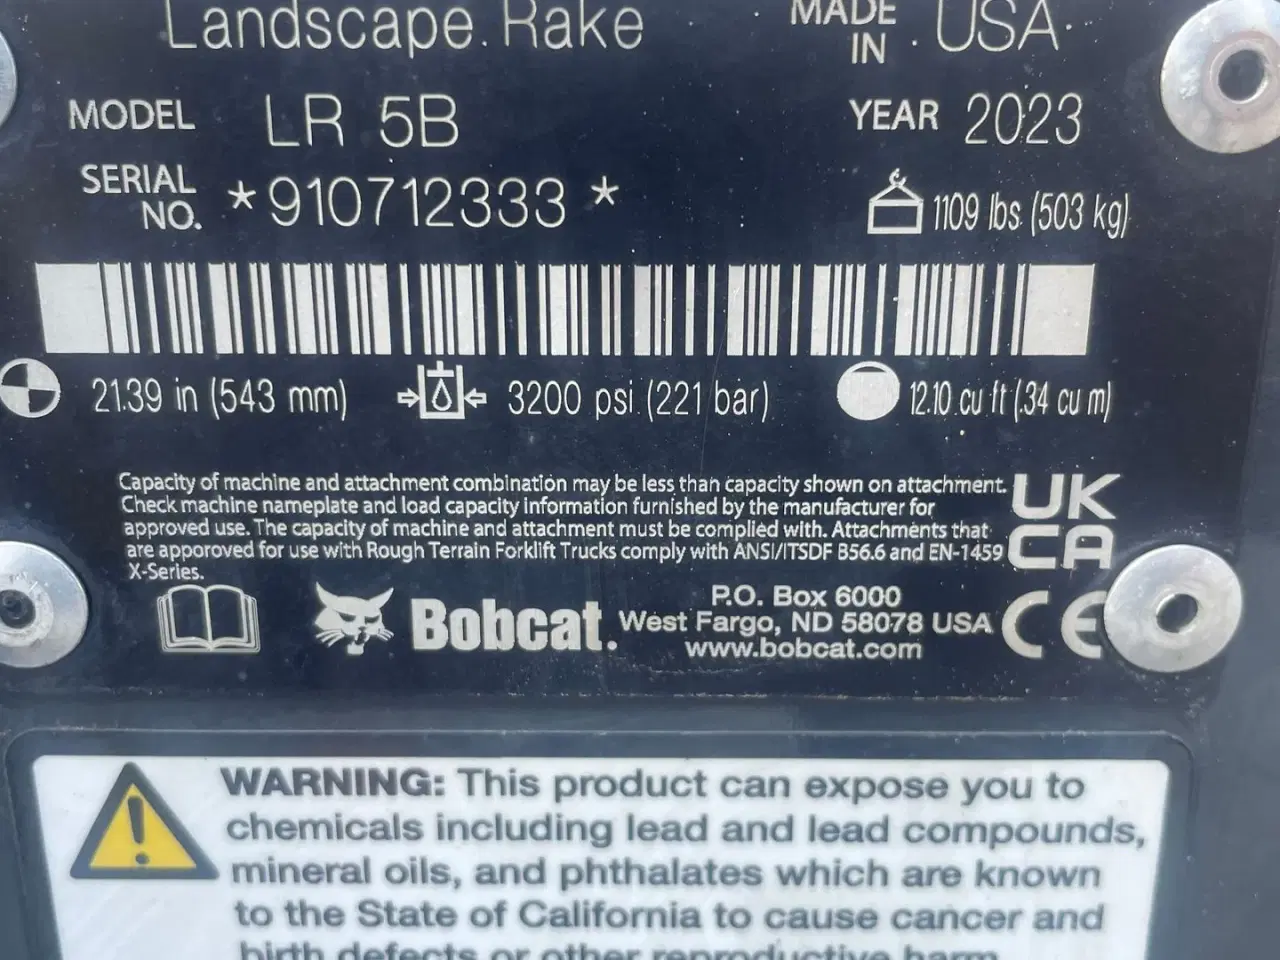 Landscape Rake MADE IN USA
MODEL LR 5B YEAR 2023
SERIAL NO. *910712333* 1109 lbs (503 kg)
21.39 in (543 mm) 3200 psi (221 bar) 12.10 cu ft (.34 cu m)
Capacity of machine and attachment combination may be less than capacity shown on attachment.
Check machine nameplate and load capacity information furnished by the manufacturer for
approved use. The capacity of machine and attachment must be complied with. Attachments that
are apporoved for use with Rough Terrain Forklift Trucks comply with ANSI/ITSDF B56.6 and EN-1459
X-Series.
UK
CA
Bobcat.
P.O. Box 6000
West Fargo, ND 58078 USA
www.bobcat.com
CE
WARNING: This product can expose you to
chemicals including lead and lead compounds,
mineral oils, and phthalates which are known
to the State of California to cause cancer and
birth defects or other reproductive harm.